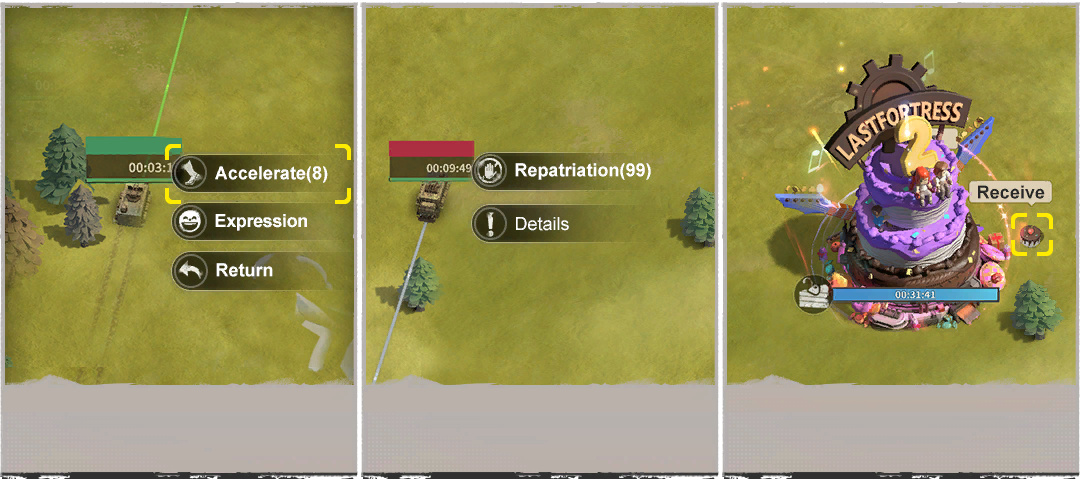 00:03:1
Accelerate(8)
Expression
Return
00:09:49
Repatriation(99)
Details
LASTFORTRESS
2
Receive
00:31:41